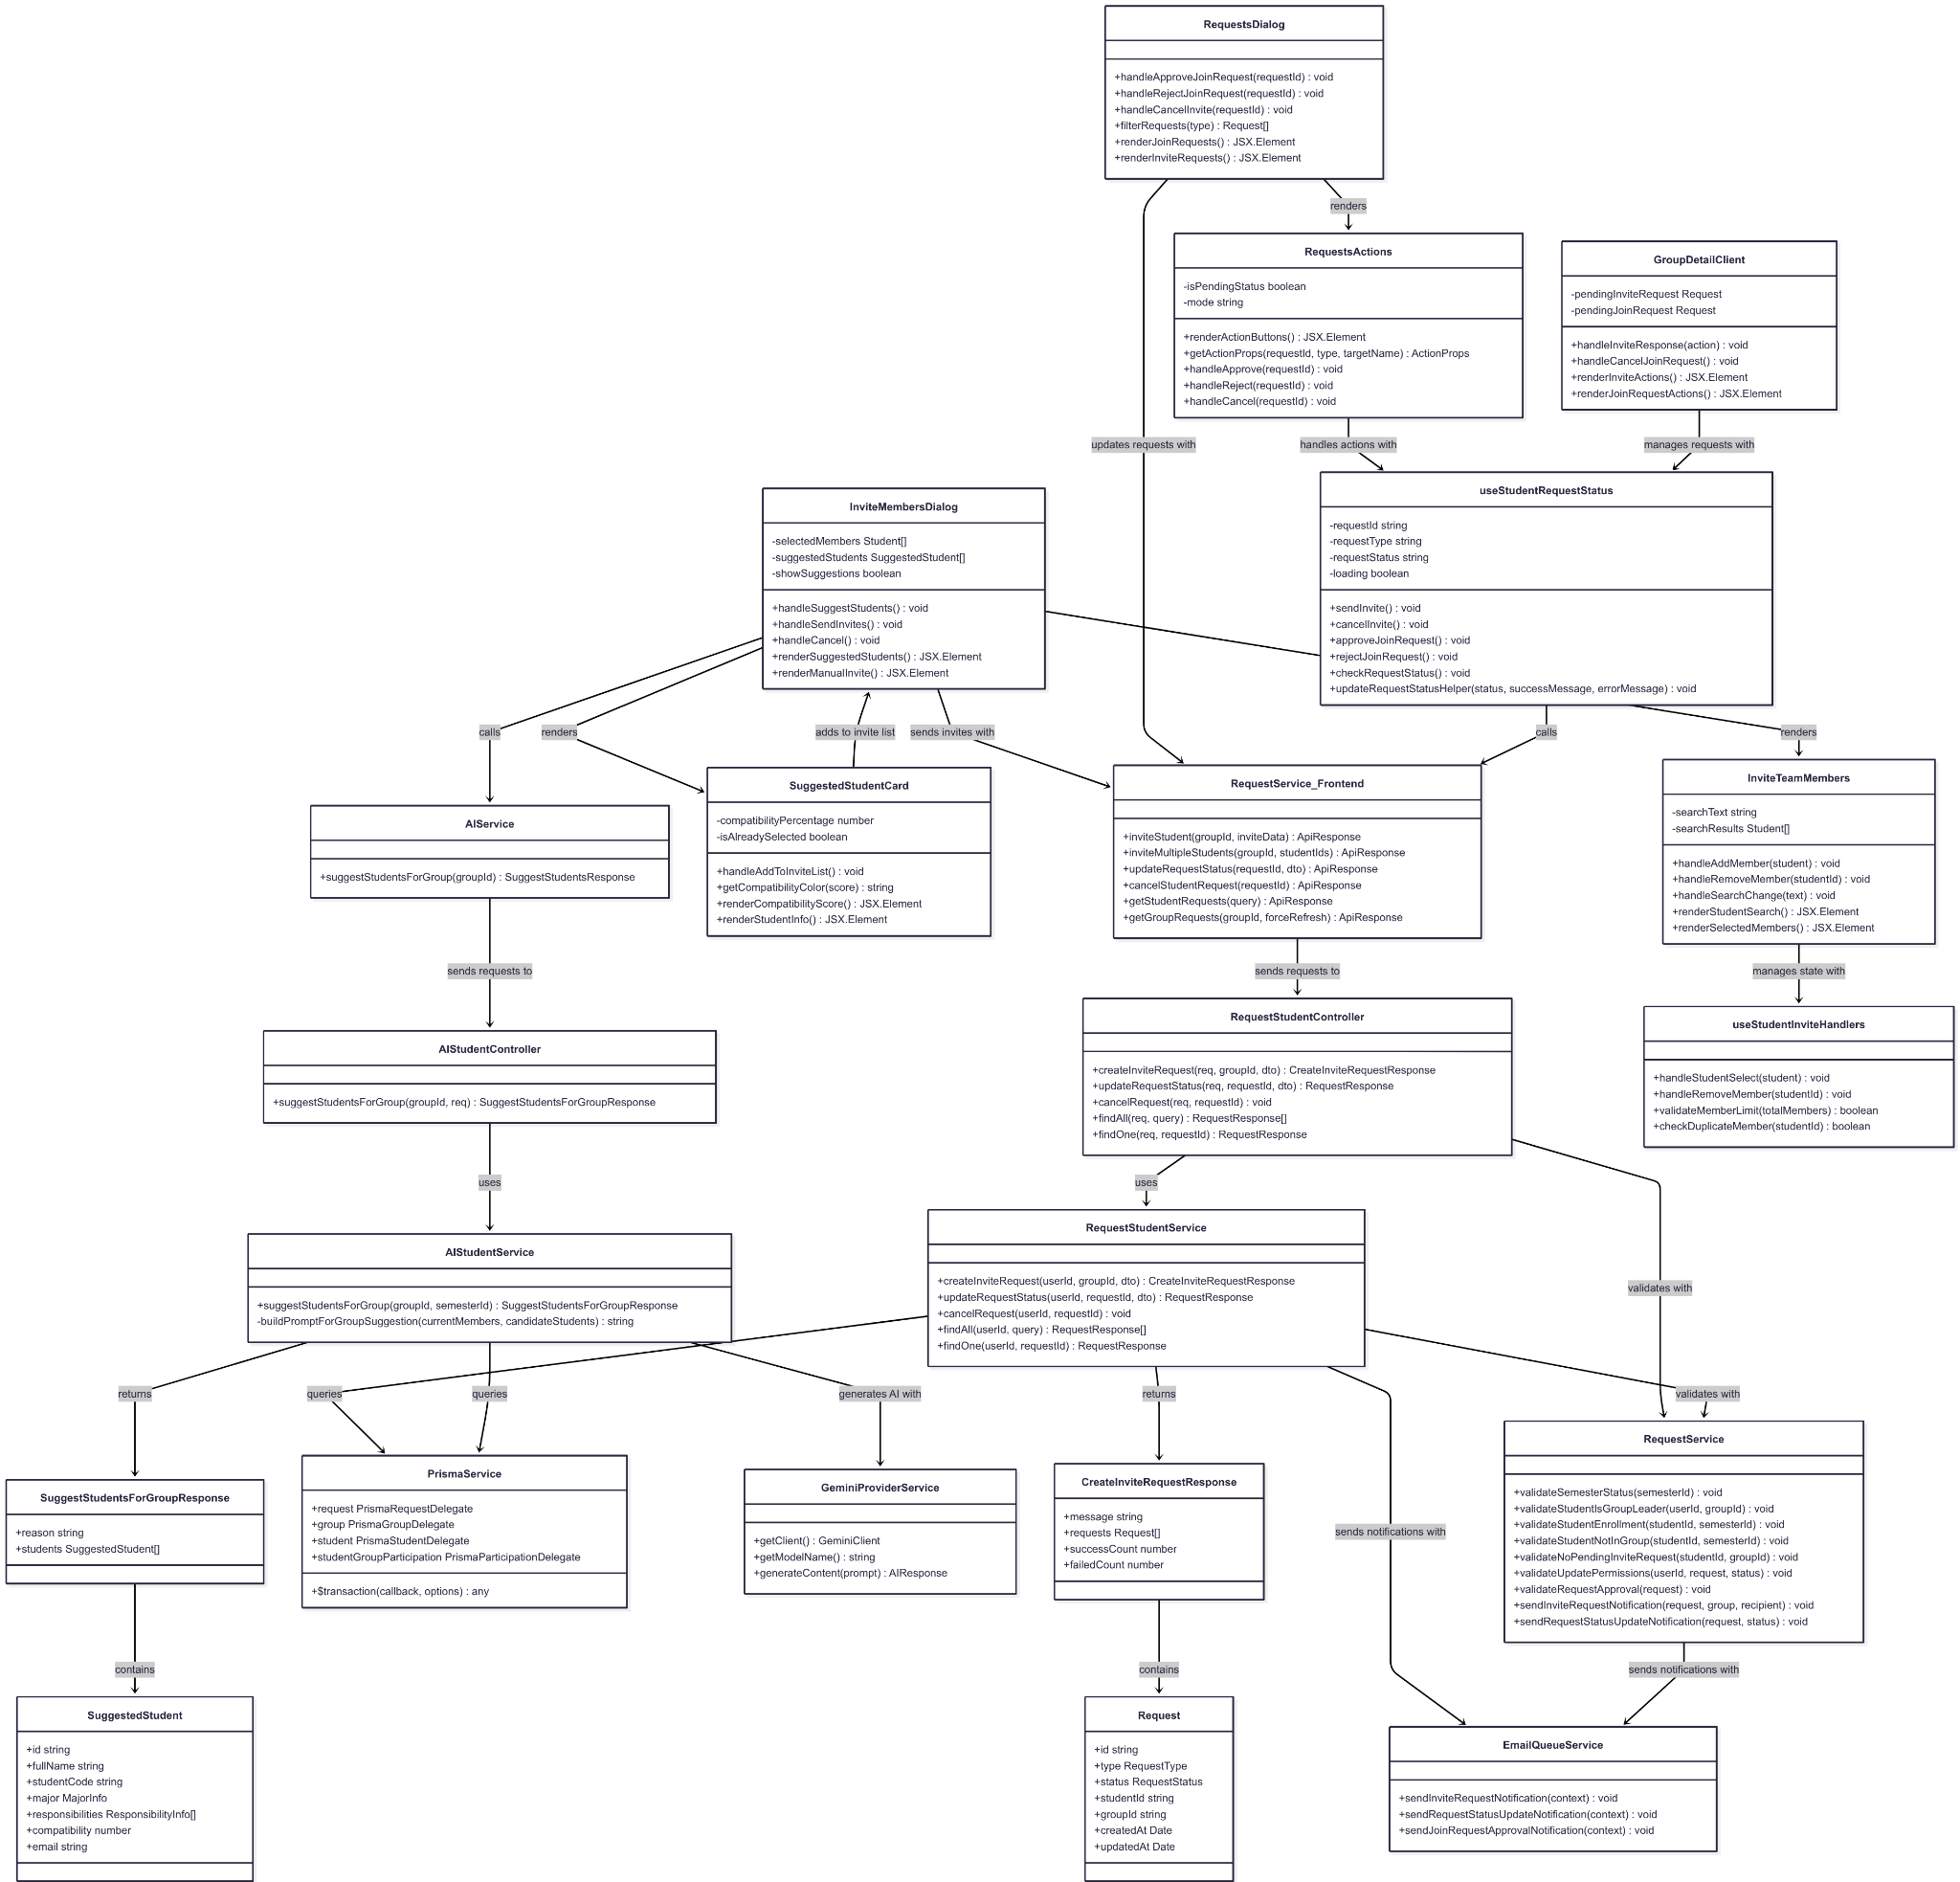 RequestsDialog
+handleApproveJoinRequest(requestId) : void
+handleRejectJoinRequest(requestId) : void
+handleCancelInvite(requestId) : void
+filterRequests(type) : Request[]
+renderJoinRequests() : JSX.Element
+renderInviteRequests() : JSX.Element
renders
RequestsActions
-isPendingStatus boolean
-mode string
+renderActionButtons() : JSX.Element
+getActionProps(requestId, type, targetName) : ActionProps
+handleApprove(requestId) : void
+handleReject(requestId) : void
+handleCancel(requestId) : void
GroupDetailClient
-pendingInviteRequest Request
-pendingJoinRequest Request
+handleInviteResponse(action) : void
+handleCancelJoinRequest() : void
+renderInviteActions() : JSX.Element
+renderJoinRequestActions() : JSX.Element
updates requests with
handles actions with
manages requests with
InviteMembersDialog
-selectedMembers Student[]
-suggestedStudents SuggestedStudent[]
-showSuggestions boolean
+handleSuggestStudents() : void
+handleSendInvites() : void
+handleCancel() : void
+renderSuggestedStudents() : JSX.Element
+renderManualInvite() : JSX.Element
useStudentRequestStatus
-requestId string
-requestType string
-requestStatus string
-loading boolean
+sendInvite() : void
+cancelInvite() : void
+approveJoinRequest() : void
+rejectJoinRequest() : void
+checkRequestStatus() : void
+updateRequestStatusHelper(status, successMessage, errorMessage) : void
calls
renders
adds to invite list
sends invites with
calls
renders
AIService
+suggestStudentsForGroup(groupId) : SuggestStudentsResponse
SuggestedStudentCard
-compatibilityPercentage number
-isAlreadySelected boolean
+handleAddToInviteList() : void
+getCompatibilityColor(score) : string
+renderCompatibilityScore() : JSX.Element
+renderStudentInfo() : JSX.Element
RequestService_Frontend
+inviteStudent(groupId, inviteData) : ApiResponse
+inviteMultipleStudents(groupId, studentIds) : ApiResponse
+updateRequestStatus(requestId, dto) : ApiResponse
+cancelStudentRequest(requestId) : ApiResponse
+getStudentRequests(query) : ApiResponse
+getGroupRequests(groupId, forceRefresh) : ApiResponse
InviteTeamMembers
-searchText string
-searchResults Student[]
+handleAddMember(student) : void
+handleRemoveMember(studentId) : void
+handleSearchChange(text) : void
+renderStudentSearch() : JSX.Element
+renderSelectedMembers() : JSX.Element
sends requests to
sends requests to
manages state with
AIStudentController
+suggestStudentsForGroup(groupId, req) : SuggestStudentsForGroupResponse
RequestStudentController
+createInviteRequest(req, groupId, dto) : CreateInviteRequestResponse
+updateRequestStatus(req, requestId, dto) : RequestResponse
+cancelRequest(req, requestId) : void
+findAll(req, query) : RequestResponse[]
+findOne(req, requestId) : RequestResponse
useStudentInviteHandlers
+handleStudentSelect(student) : void
+handleRemoveMember(studentId) : void
+validateMemberLimit(totalMembers) : boolean
+checkDuplicateMember(studentId) : boolean
uses
uses
AIStudentService
+suggestStudentsForGroup(groupId, semesterId) : SuggestStudentsForGroupResponse
-buildPromptForGroupSuggestion(currentMembers, candidateStudents) : string
RequestStudentService
+createInviteRequest(userId, groupId, dto) : CreateInviteRequestResponse
+updateRequestStatus(userId, requestId, dto) : RequestResponse
+cancelRequest(userId, requestId) : void
+findAll(userId, query) : RequestResponse[]
+findOne(userId, requestId) : RequestResponse
validates with
returns
queries
queries
generates AI with
returns
validates with
SuggestStudentsForGroupResponse
+reason string
+students SuggestedStudent[]
PrismaService
+request PrismaRequestDelegate
+group PrismaGroupDelegate
+student PrismaStudentDelegate
+studentGroupParticipation PrismaParticipationDelegate
+$transaction(callback, options) : any
GeminiProviderService
+getClient() : GeminiClient
+getModelName() : string
+generateContent(prompt) : AIResponse
CreateInviteRequestResponse
+message string
+requests Request[]
+successCount number
+failedCount number
sends notifications with
RequestService
+validateSemesterStatus(semesterId) : void
+validateStudentIsGroupLeader(userId, groupId) : void
+validateStudentEnrollment(studentId, semesterId) : void
+validateStudentNotInGroup(studentId, semesterId) : void
+validateNoPendingInviteRequest(studentId, groupId) : void
+validateUpdatePermissions(userId, request, status) : void
+validateRequestApproval(request) : void
+sendInviteRequestNotification(request, group, recipient) : void
+sendRequestStatusUpdateNotification(request, status) : void
contains
contains
sends notifications with
SuggestedStudent
+id string
+fullName string
+studentCode string
+major MajorInfo
+responsibilities ResponsibilityInfo[]
+compatibility number
+email string
Request
+id string
+type RequestType
+status RequestStatus
+studentId string
+groupId string
+createdAt Date
+updatedAt Date
EmailQueueService
+sendInviteRequestNotification(context) : void
+sendRequestStatusUpdateNotification(context) : void
+sendJoinRequestApprovalNotification(context) : void